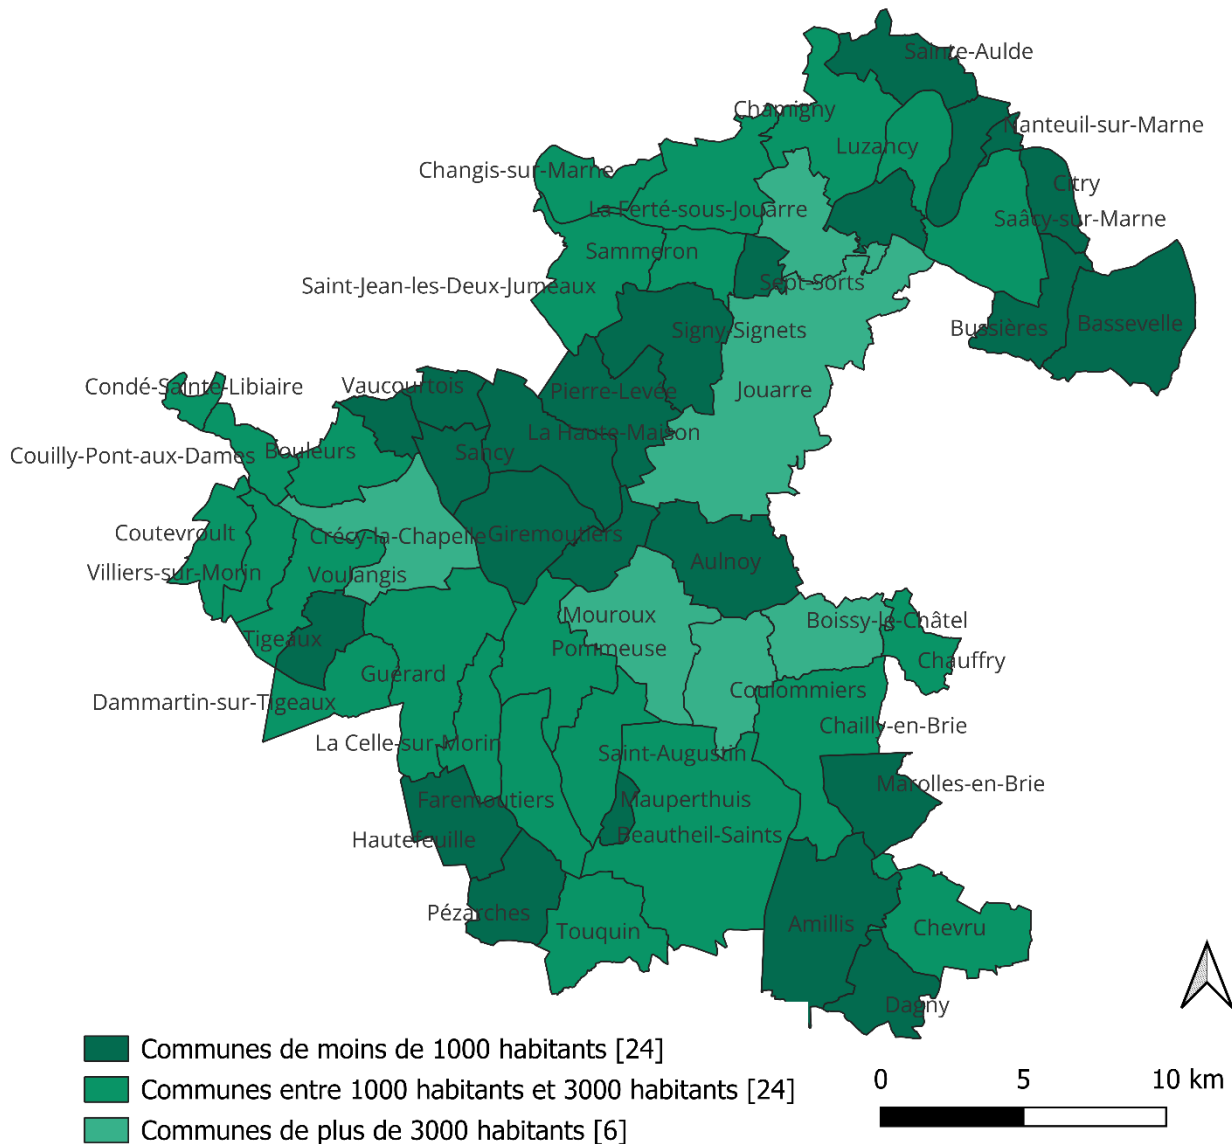 Sainte-Aulde
Chamigny
Nanteuil-sur-Marne
Luzancy
Changis-sur-Marne
Citry
La Ferté-sous-Jouarre
Saâcy-sur-Marne
Sammeron
Sept-Sorts
Saint-Jean-les-Deux-Jumeaux
Signy-Signets
Bussières
Bassevelle
Condé-Sainte-Libiaire
Vaucourtois
Pierre-Levée
Jouarre
La Haute-Maison
Couilly-Pont-aux-Dames
Bouleurs
Sancy
Coutevroult
Crécy-la-Chapelle
Giremoutiers
Aulnoy
Villiers-sur-Morin
Voulangis
Mouroux
Boissy-le-Châtel
Tigeaux
Pommeuse
Chauffry
Guérard
Coulommiers
Dammartin-sur-Tigeaux
Chailly-en-Brie
La Celle-sur-Morin
Saint-Augustin
Marolles-en-Brie
Faremoutiers
Mauperthuis
Hautefeuille
Beautheil-Saints
Pézarches
Touquin
Amillis
Chevru
Dagny
Communes de moins de 1000 habitants [24]
Communes entre 1000 habitants et 3000 habitants [24]
Communes de plus de 3000 habitants [6]
0 5 10 km